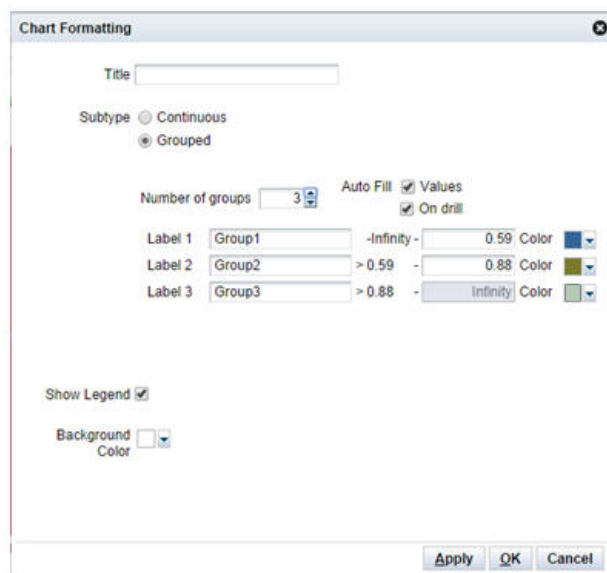 Chart Formatting
Title
Subtype Continuous
Grouped
Number of groups 3 Auto Fill Values
On drill
Label 1 Group1 -Infinity - 0.59 Color
Label 2 Group2 > 0.59 - 0.88 Color
Label 3 Group3 > 0.88 - Infinity Color
Show Legend
Background
Color
Apply OK Cancel